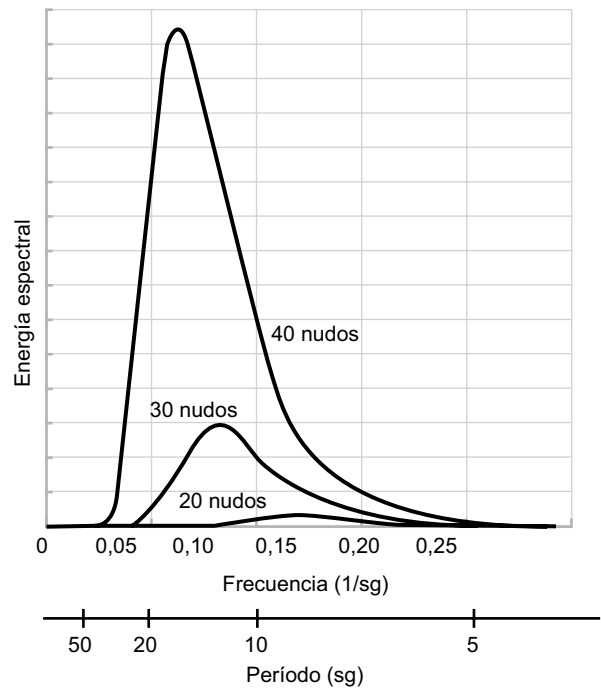 Energía espectral
40 nudos
30 nudos
20 nudos
0 0,05 0,10 0,15 0,20 0,25
Frecuencia (1/sg)
50 20 10 5
Período (sg)